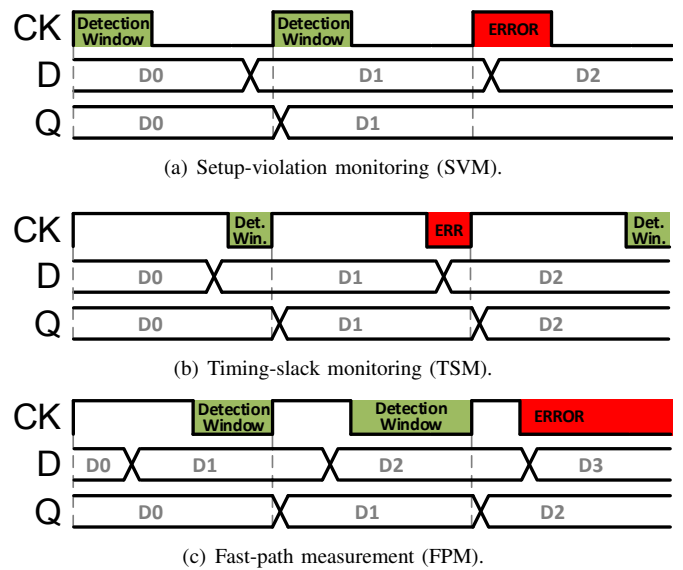 CK Detection Window Detection Window ERROR
D D0 D1 D2
Q D0 D1
(a) Setup-violation monitoring (SVM).
CK Det. Win. ERR Det. Win.
D D0 D1 D2
Q D0 D1 D2
(b) Timing-slack monitoring (TSM).
CK Detection Window Detection Window ERROR
D D0 D1 D2 D3
Q D0 D1 D2
(c) Fast-path measurement (FPM).